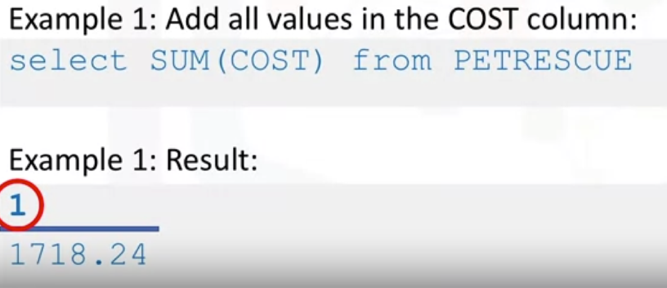 Example 1: Add all values in the COST column:
select SUM(COST) from PETRESCUE
Example 1: Result:
1
1718.24